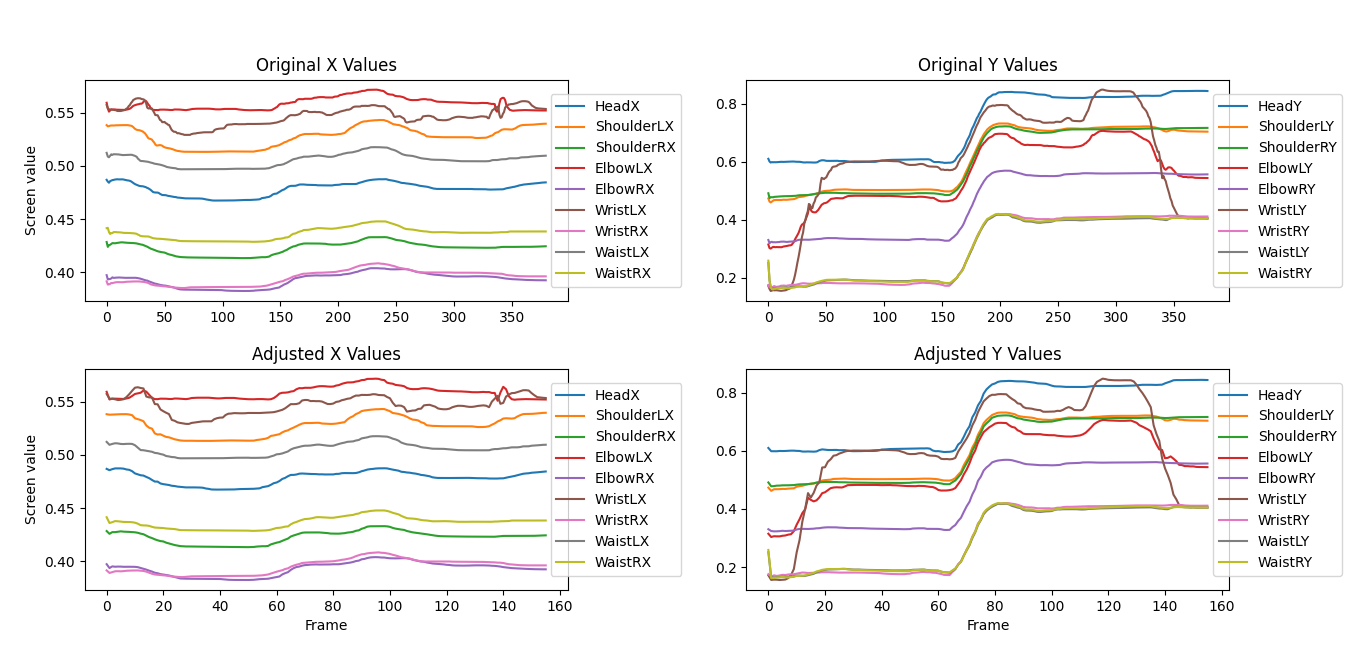 Original X Values
Screen value
0.55
0.50
0.45
0.40
0 50 100 150 200 250 300 350
HeadX
ShoulderLX
ShoulderRX
ElbowLX
ElbowRX
WristLX
WristRX
WaistLX
WaistRX
Original Y Values
0.8
0.6
0.4
0.2
0 50 100 150 200 250 300 350
HeadY
ShoulderLY
ShoulderRY
ElbowLY
ElbowRY
WristLY
WristRY
WaistLY
WaistRY
Adjusted X Values
Screen value
0.55
0.50
0.45
0.40
0 20 40 60 80 100 120 140 160
Frame
HeadX
ShoulderLX
ShoulderRX
ElbowLX
ElbowRX
WristLX
WristRX
WaistLX
WaistRX
Adjusted Y Values
0.8
0.6
0.4
0.2
0 20 40 60 80 100 120 140 160
Frame
HeadY
ShoulderLY
ShoulderRY
ElbowLY
ElbowRY
WristLY
WristRY
WaistLY
WaistRY